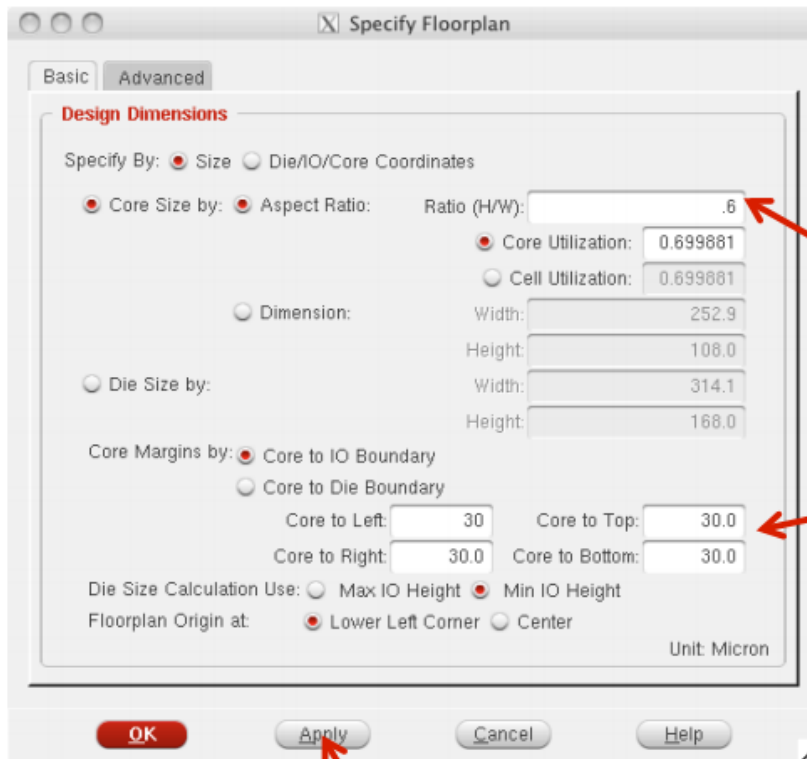 Specify Floorplan
Basic Advanced
Design Dimensions
Specify By: Size Die/IO/Core Coordinates
Core Size by: Aspect Ratio: Ratio (H/W): .6
Core Utilization: 0.699881
Cell Utilization: 0.699881
Dimension: Width: 252.9
Height: 108.0
Die Size by: Width: 314.1
Height: 168.0
Core Margins by: Core to IO Boundary
Core to Die Boundary
Core to Left: 30 Core to Top: 30.0
Core to Right: 30.0 Core to Bottom: 30.0
Die Size Calculation Use: Max IO Height Min IO Height
Floorplan Origin at: Lower Left Corner Center
Unit: Micron
OK Apply Cancel Help